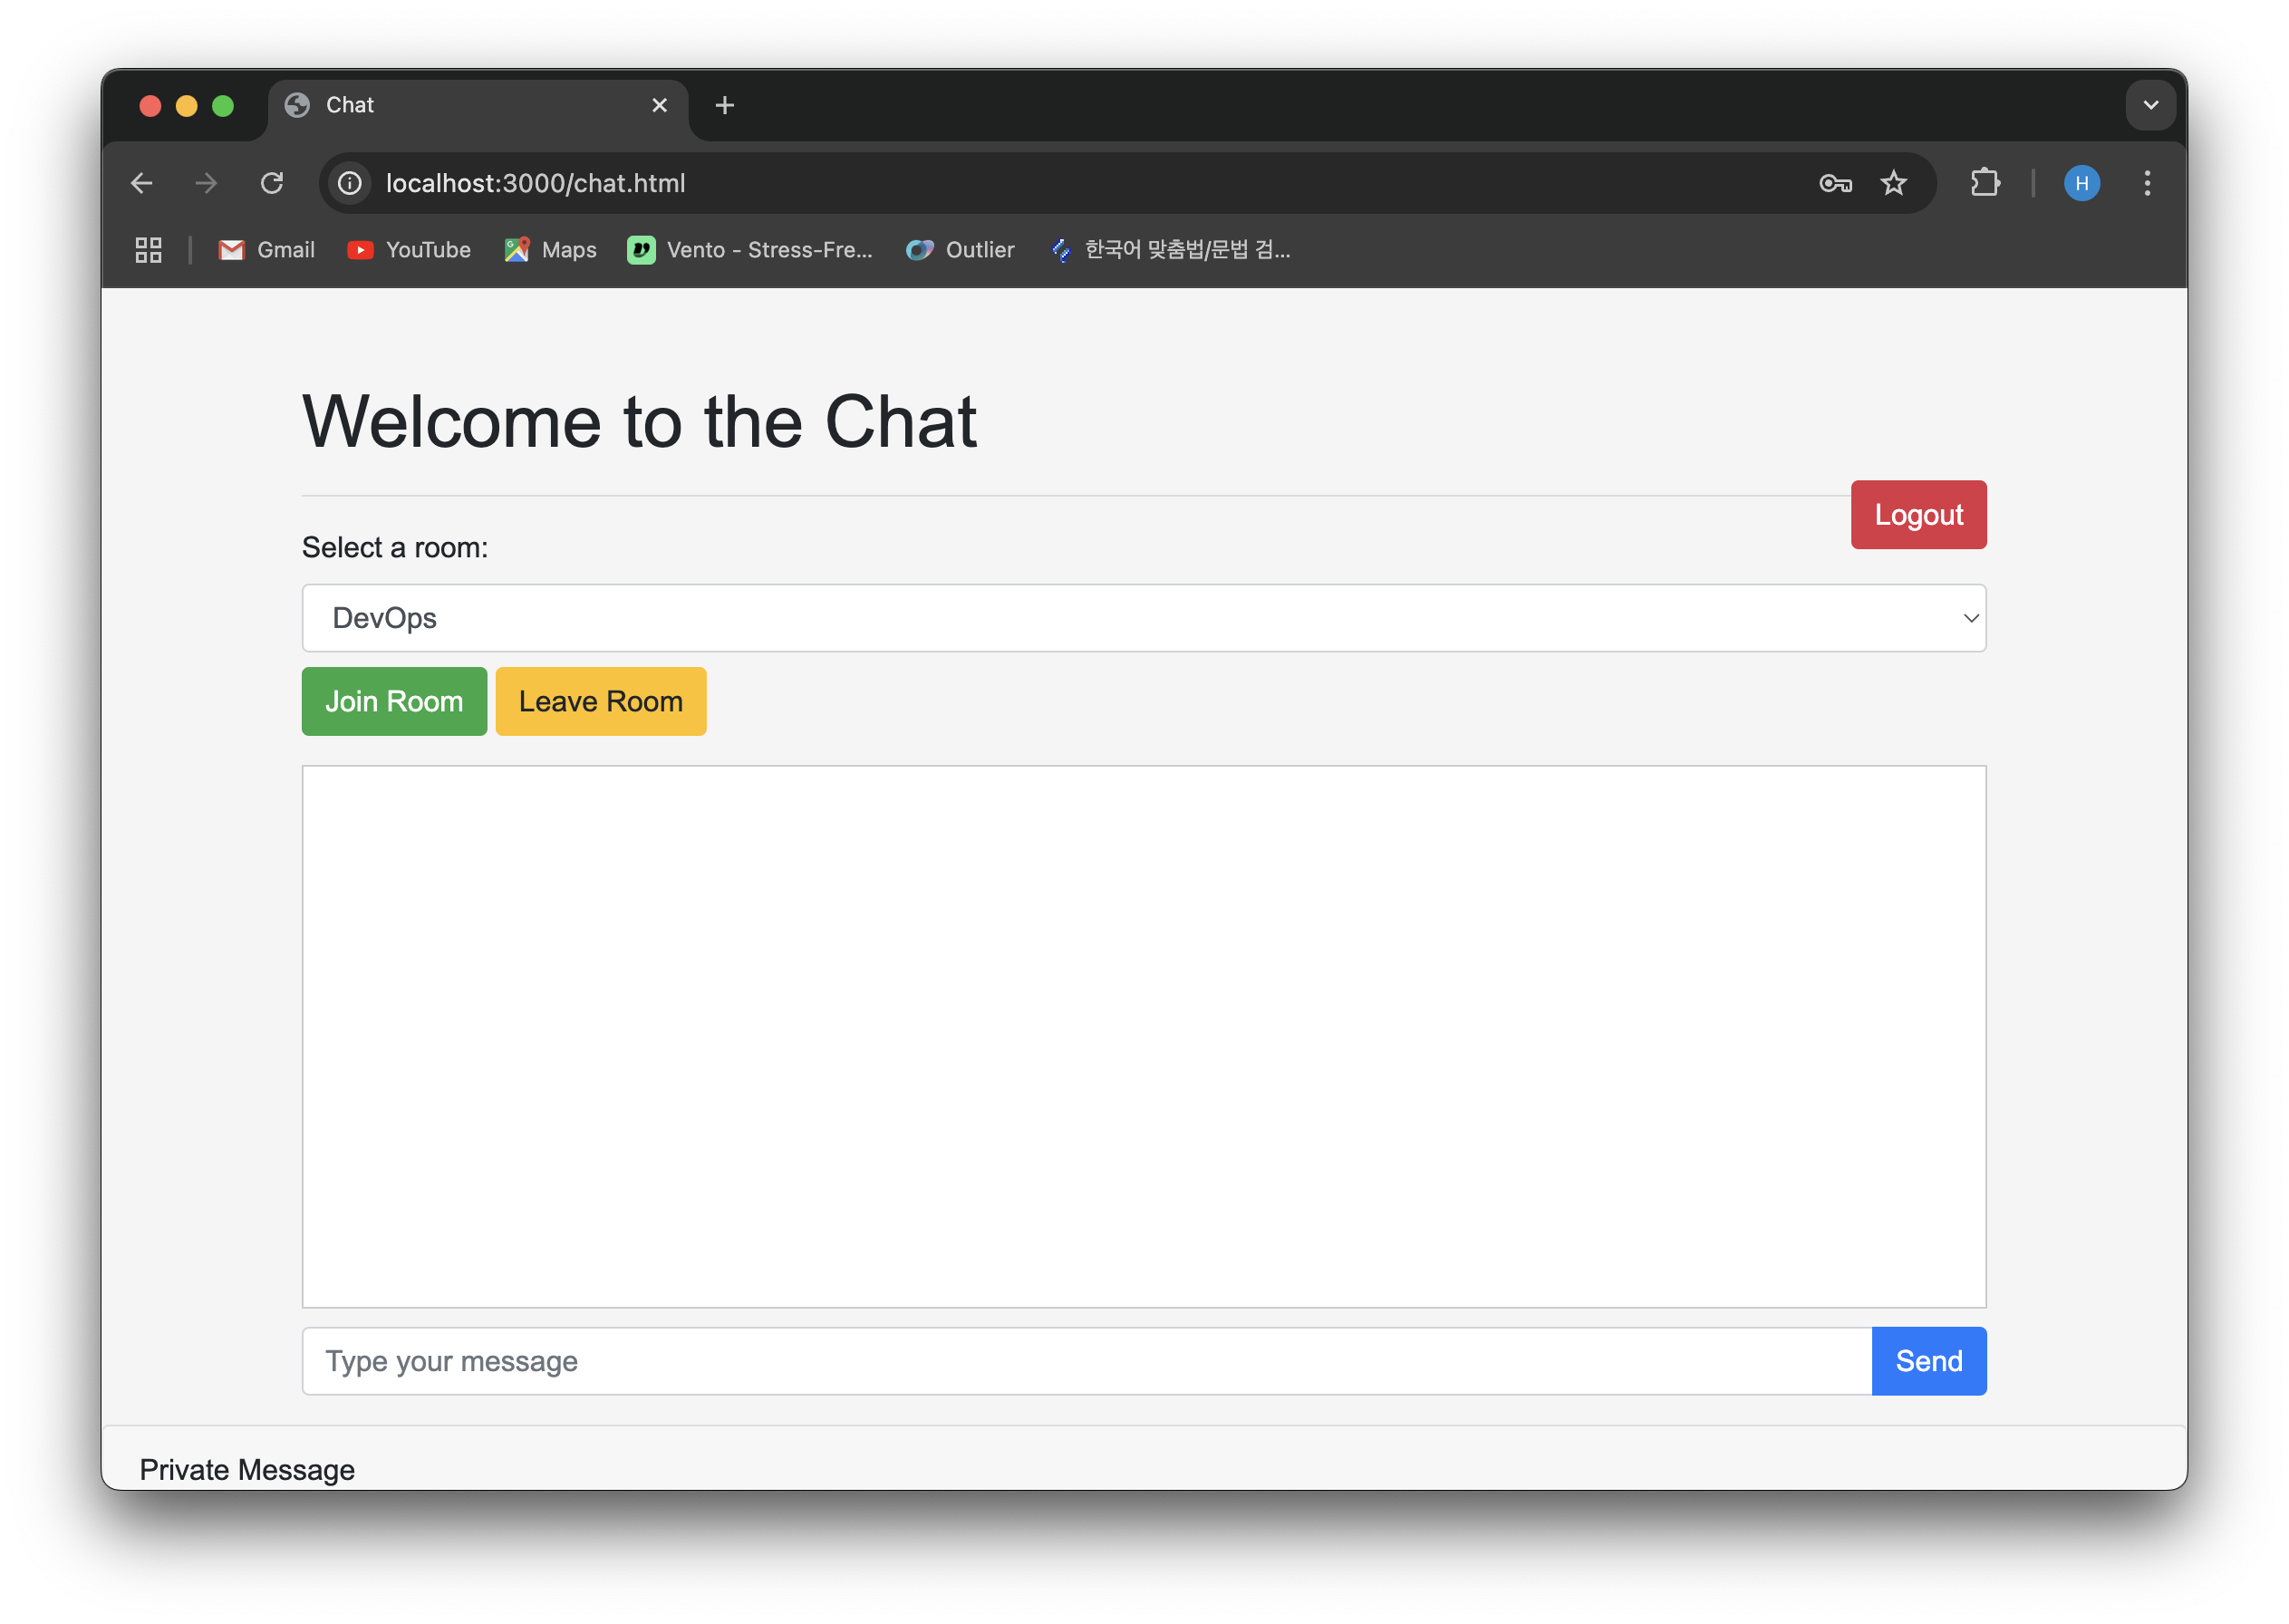 Chat
localhost:3000/chat.html
H
Gmail YouTube Maps Vento - Stress-Fre... Outlier 한국어 맞춤법/문법 검...
Welcome to the Chat
Logout
Select a room:
DevOps
Join Room Leave Room
Type your message Send
Private Message